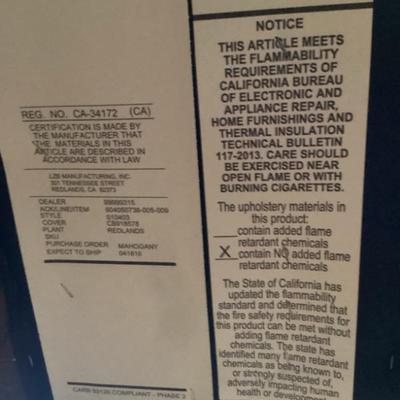 REG. NO. CA-34172 (CA)
CERTIFICATION IS MADE BY
THE MANUFACTURER THAT
THE MATERIALS IN THIS
ARTICLE ARE DESCRIBED IN
ACCORDANCE WITH LAW
LZB MANUFACTURING, INC.
301 TENNESSEE STREET
REDLANDS, CA 92373
DEALER 99999315
ACK/LINE/ITEM
STYLE 010403
COVER CB918578
PLANT REDLANDS
SKU
PURCHASE ORDER MAHOGANY
EXPECT TO SHIP 041616
CARB 93120 COMPLIANT - PHASE 2
NOTICE
THIS ARTICLE MEETS
THE FLAMMABILITY
REQUIREMENTS OF
CALIFORNIA BUREAU
OF ELECTRONIC AND
APPLIANCE REPAIR,
HOME FURNISHINGS AND
THERMAL INSULATION
TECHNICAL BULLETIN
117-2013. CARE SHOULD
BE EXERCISED NEAR
OPEN FLAME OR WITH
BURNING CIGARETTES.
The upholstery materials in
this product:
contain added flame
retardant chemicals
X contain NO added flame
retardant chemicals
The State of California has
updated the flammability
standard and determined that
the fire safety requirements for
this product can be met without
adding flame retardant
chemicals. The state has
identified many flame retardant
chemicals as being known to,
or strongly suspected of,
adversely impacting human
health or development